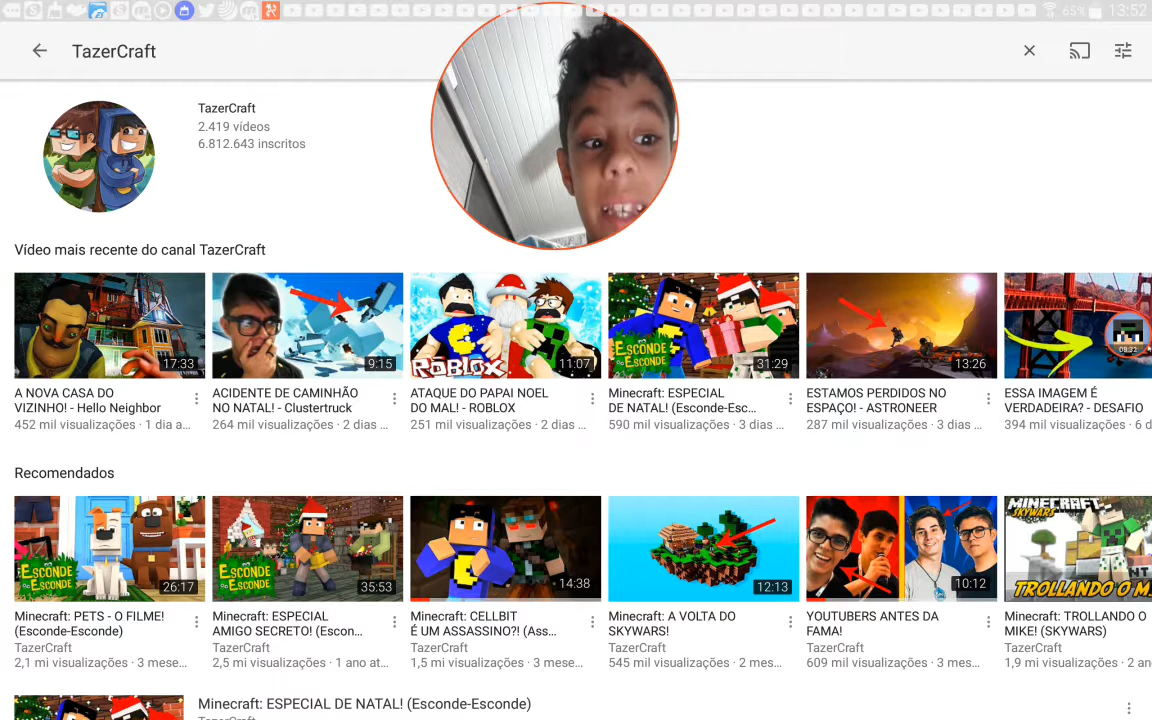 65% 13:52
TazerCraft
TazerCraft
2.419 vídeos
6.812.643 inscritos
Vídeo mais recente do canal TazerCraft
17:33
9:15
ROBLOX
11:07
ESCONDE
ESCONDE
31:29
13:26
08:32
A NOVA CASA DO
VIZINHO! - Hello Neighbor
452 mil visualizações · 1 dia a...
ACIDENTE DE CAMINHÃO
NO NATAL! - Clustertruck
264 mil visualizações · 2 dias ...
ATAQUE DO PAPAI NOEL
DO MAL! - ROBLOX
251 mil visualizações · 2 dias ...
Minecraft: ESPECIAL
DE NATAL! (Esconde-Esc...
590 mil visualizações · 3 dias ...
ESTAMOS PERDIDOS NO
ESPAÇO! - ASTRONEER
287 mil visualizações · 3 dias ...
ESSA IMAGEM É
VERDADEIRA? - DESAFIO
394 mil visualizações · 6 d
Recomendados
ESCONDE
ESCONDE
26:17
ESCONDE
ESCONDE
35:53
14:38
12:13
10:12
MINECRAFT
SKYWARS
TROLLANDO O M
Minecraft: PETS - O FILME!
(Esconde-Esconde)
TazerCraft
2,1 mi visualizações · 3 mese...
Minecraft: ESPECIAL
AMIGO SECRETO! (Escon...
TazerCraft
2,5 mi visualizações · 1 ano at...
Minecraft: CELLBIT
É UM ASSASSINO?! (Ass...
TazerCraft
1,5 mi visualizações · 3 mese...
Minecraft: A VOLTA DO
SKYWARS!
TazerCraft
545 mil visualizações · 2 mes...
YOUTUBERS ANTES DA
FAMA!
TazerCraft
609 mil visualizações · 3 mes...
Minecraft: TROLLANDO O
MIKE! (SKYWARS)
TazerCraft
1,9 mi visualizações · 2 an
Minecraft: ESPECIAL DE NATAL! (Esconde-Esconde)
TazerCraft